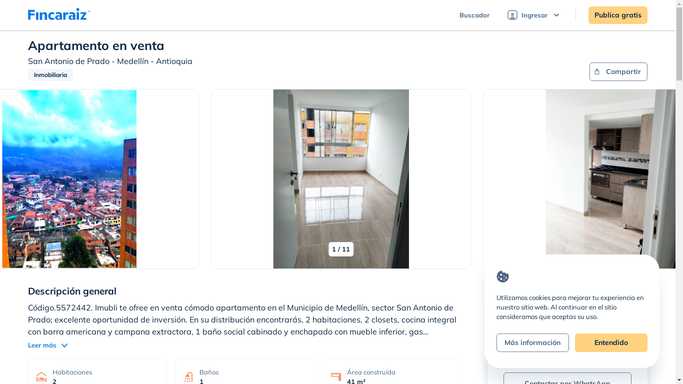 Fincaraiz
Buscador
Ingresar
Publica gratis
Apartamento en venta
San Antonio de Prado - Medellín - Antioquia
Inmobiliaria
Compartir
1 / 11
Descripción general
Código.5572442. Imubli te ofrece en venta cómodo apartamento en el Municipio de Medellín, sector San Antonio de
Prado; excelente oportunidad de inversión. En su distribución encontrarás, 2 habitaciones, 2 closets, cocina integral
con barra americana y campana extractora, 1 baño social cabinado y enchapado con mueble inferior, gas...
Leer más
Habitaciones
2
Baños
1
Área construida
41 m²
Utilizamos cookies para mejorar tu experiencia en
nuestro sitio web. Al continuar en el sitio
consideramos que aceptas su uso.
Más información
Entendido
Contactar por WhatsApp